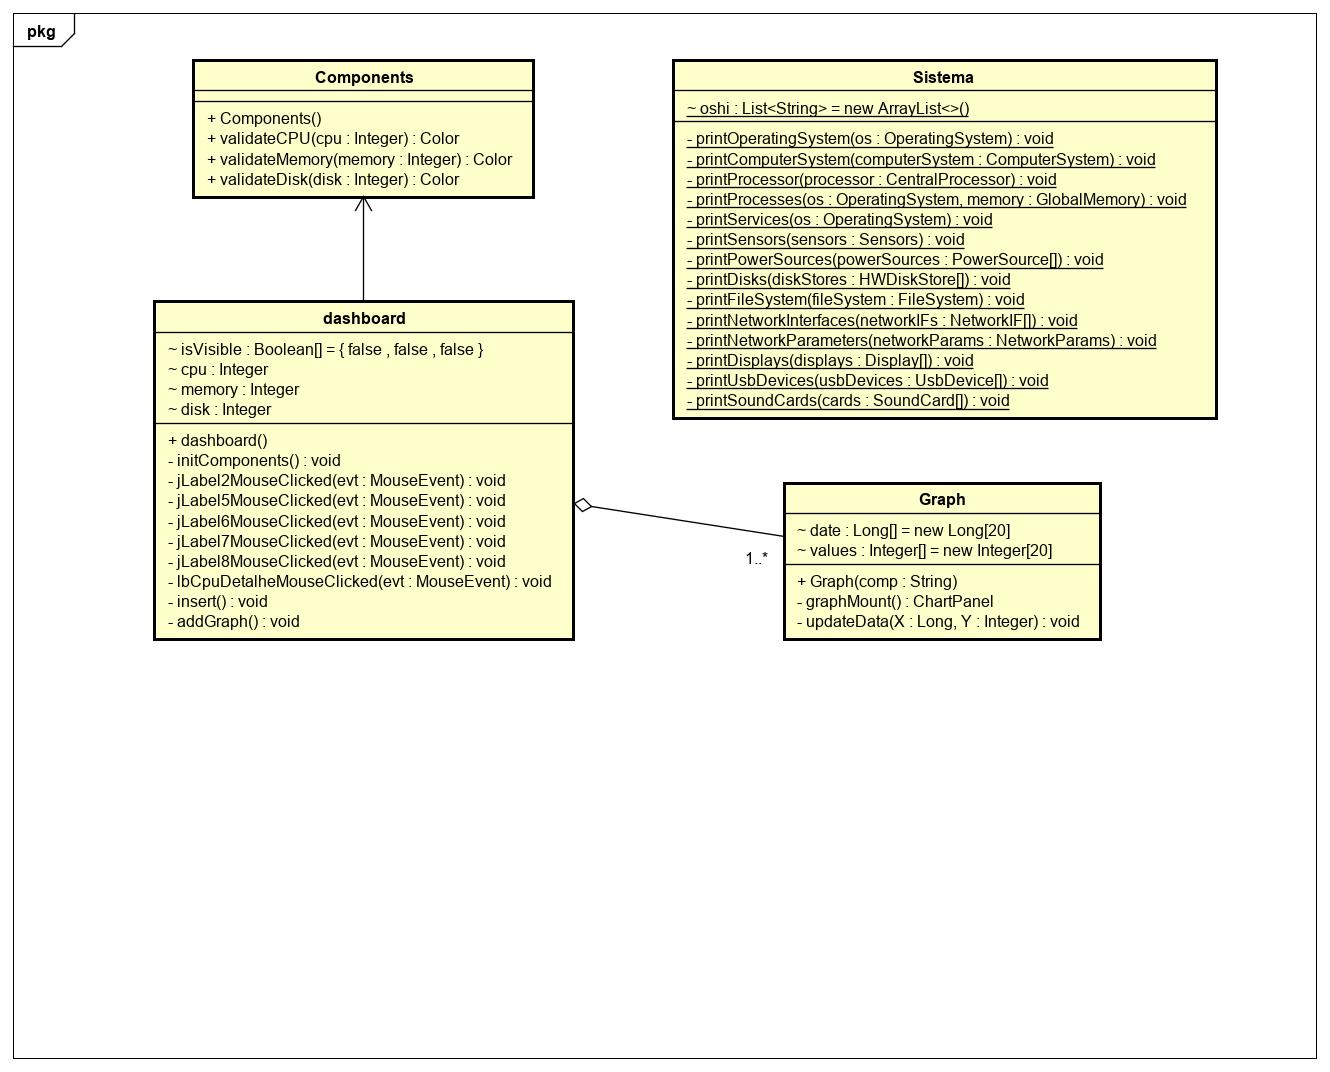 pkg
Components
+ Components()
+ validateCPU(cpu : Integer) : Color
+ validateMemory(memory : Integer) : Color
+ validateDisk(disk : Integer) : Color
Sistema
~ oshi : List<String> = new ArrayList<>()
- printOperatingSystem(os : OperatingSystem) : void
- printComputerSystem(computerSystem : ComputerSystem) : void
- printProcessor(processor : CentralProcessor) : void
- printProcesses(os : OperatingSystem, memory : GlobalMemory) : void
- printServices(os : OperatingSystem) : void
- printSensors(sensors : Sensors) : void
- printPowerSources(powerSources : PowerSource[]) : void
- printDisks(diskStores : HWDiskStore[]) : void
- printFileSystem(fileSystem : FileSystem) : void
- printNetworkInterfaces(networkIFs : NetworkIF[]) : void
- printNetworkParameters(networkParams : NetworkParams) : void
- printDisplays(displays : Display[]) : void
- printUsbDevices(usbDevices : UsbDevice[]) : void
- printSoundCards(cards : SoundCard[]) : void
dashboard
~ isVisible : Boolean[] = { false , false , false }
~ cpu : Integer
~ memory : Integer
~ disk : Integer
+ dashboard()
- initComponents() : void
- jLabel2MouseClicked(evt : MouseEvent) : void
- jLabel5MouseClicked(evt : MouseEvent) : void
- jLabel6MouseClicked(evt : MouseEvent) : void
- jLabel7MouseClicked(evt : MouseEvent) : void
- jLabel8MouseClicked(evt : MouseEvent) : void
- lbCpuDetalheMouseClicked(evt : MouseEvent) : void
- insert() : void
- addGraph() : void
1..*
Graph
~ date : Long[] = new Long[20]
~ values : Integer[] = new Integer[20]
+ Graph(comp : String)
- graphMount() : ChartPanel
- updateData(X : Long, Y : Integer) : void